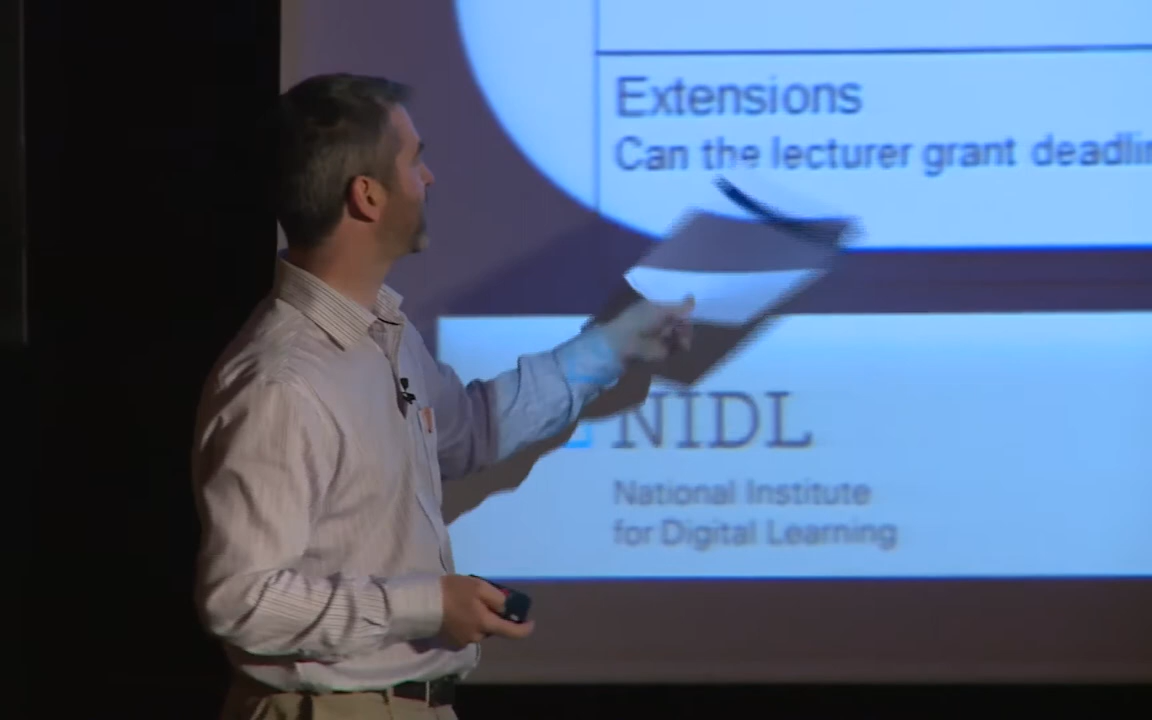 Extensions
Can the lecturer grant
NIDL
National Institute
for Digital Learning